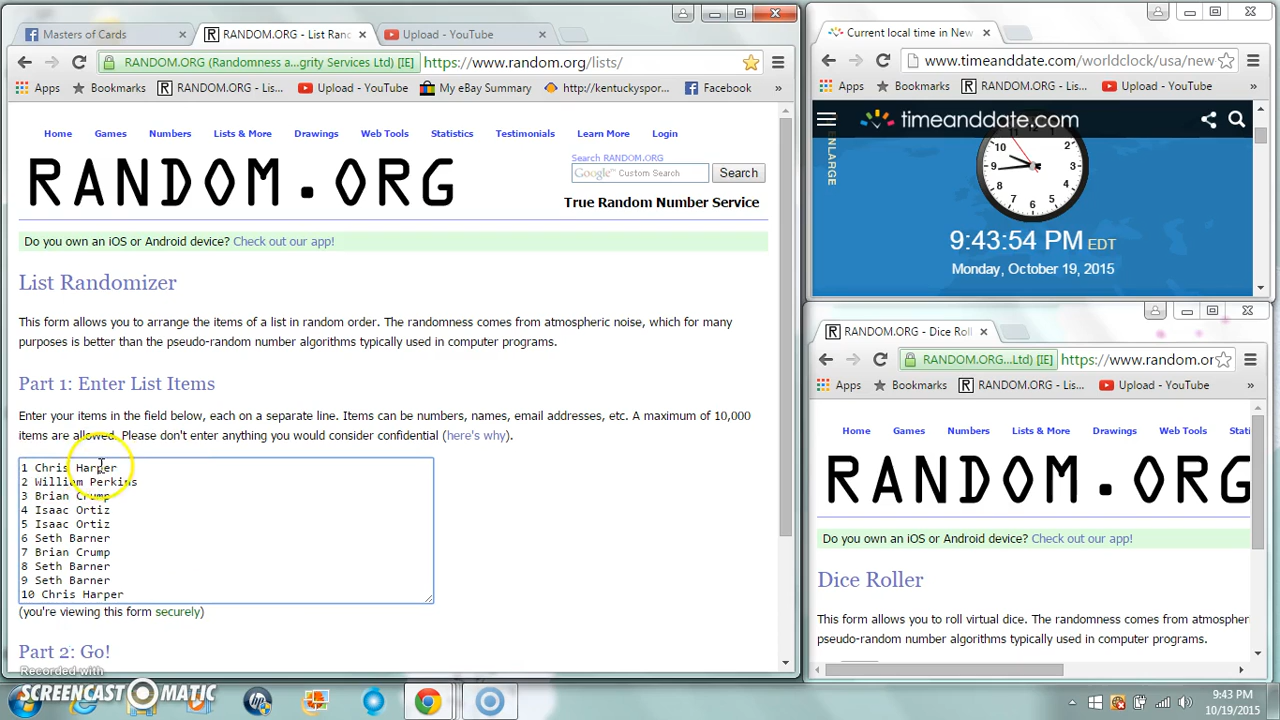 Masters of Cards
RANDOM.ORG - List Ran
Upload - YouTube
RANDOM.ORG (Randomness a...grity Services Ltd) [IE]
https://www.random.org/lists/
Apps
Bookmarks
RANDOM.ORG - Lis...
Upload - YouTube
My eBay Summary
http://kentuckyspor...
Facebook
»
Home
Games
Numbers
Lists & More
Drawings
Web Tools
Statistics
Testimonials
Learn More
Login
RANDOM.ORG
Search RANDOM.ORG
Google™ Custom Search
Search
True Random Number Service
Do you own an iOS or Android device? Check out our app!
List Randomizer
This form allows you to arrange the items of a list in random order. The randomness comes from atmospheric noise, which for many
purposes is better than the pseudo-random number algorithms typically used in computer programs.
Part 1: Enter List Items
Enter your items in the field below, each on a separate line. Items can be numbers, names, email addresses, etc. A maximum of 10,000
items are allowed. Please don't enter anything you would consider confidential (here's why).
1 Chris Harper
2 William Perkins
3 Brian Crump
4 Isaac Ortiz
5 Isaac Ortiz
6 Seth Barner
7 Brian Crump
8 Seth Barner
9 Seth Barner
10 Chris Harper
(you're viewing this form securely)
Part 2: Go!
Recorded with
SCREENCAST O MATIC
Current local time in New
www.timeanddate.com/worldclock/usa/new
Apps
Bookmarks
RANDOM.ORG - Lis...
Upload - YouTube
»
timeanddate.com
ENLARGE
11 1 10 2 9 3 8 4 7 6 5
9:43:54 PM EDT
Monday, October 19, 2015
RANDOM.ORG - Dice Roll
RANDOM.ORG...Ltd) [IE]
https://www.random.or
Apps
Bookmarks
RANDOM.ORG - Lis...
Upload - YouTube
»
Home
Games
Numbers
Lists & More
Drawings
Web Tools
Stati
RANDOM.ORG
Do you own an iOS or Android device? Check out our app!
Dice Roller
This form allows you to roll virtual dice. The randomness comes from atmospher
pseudo-random number algorithms typically used in computer programs.
9:43 PM
10/19/2015